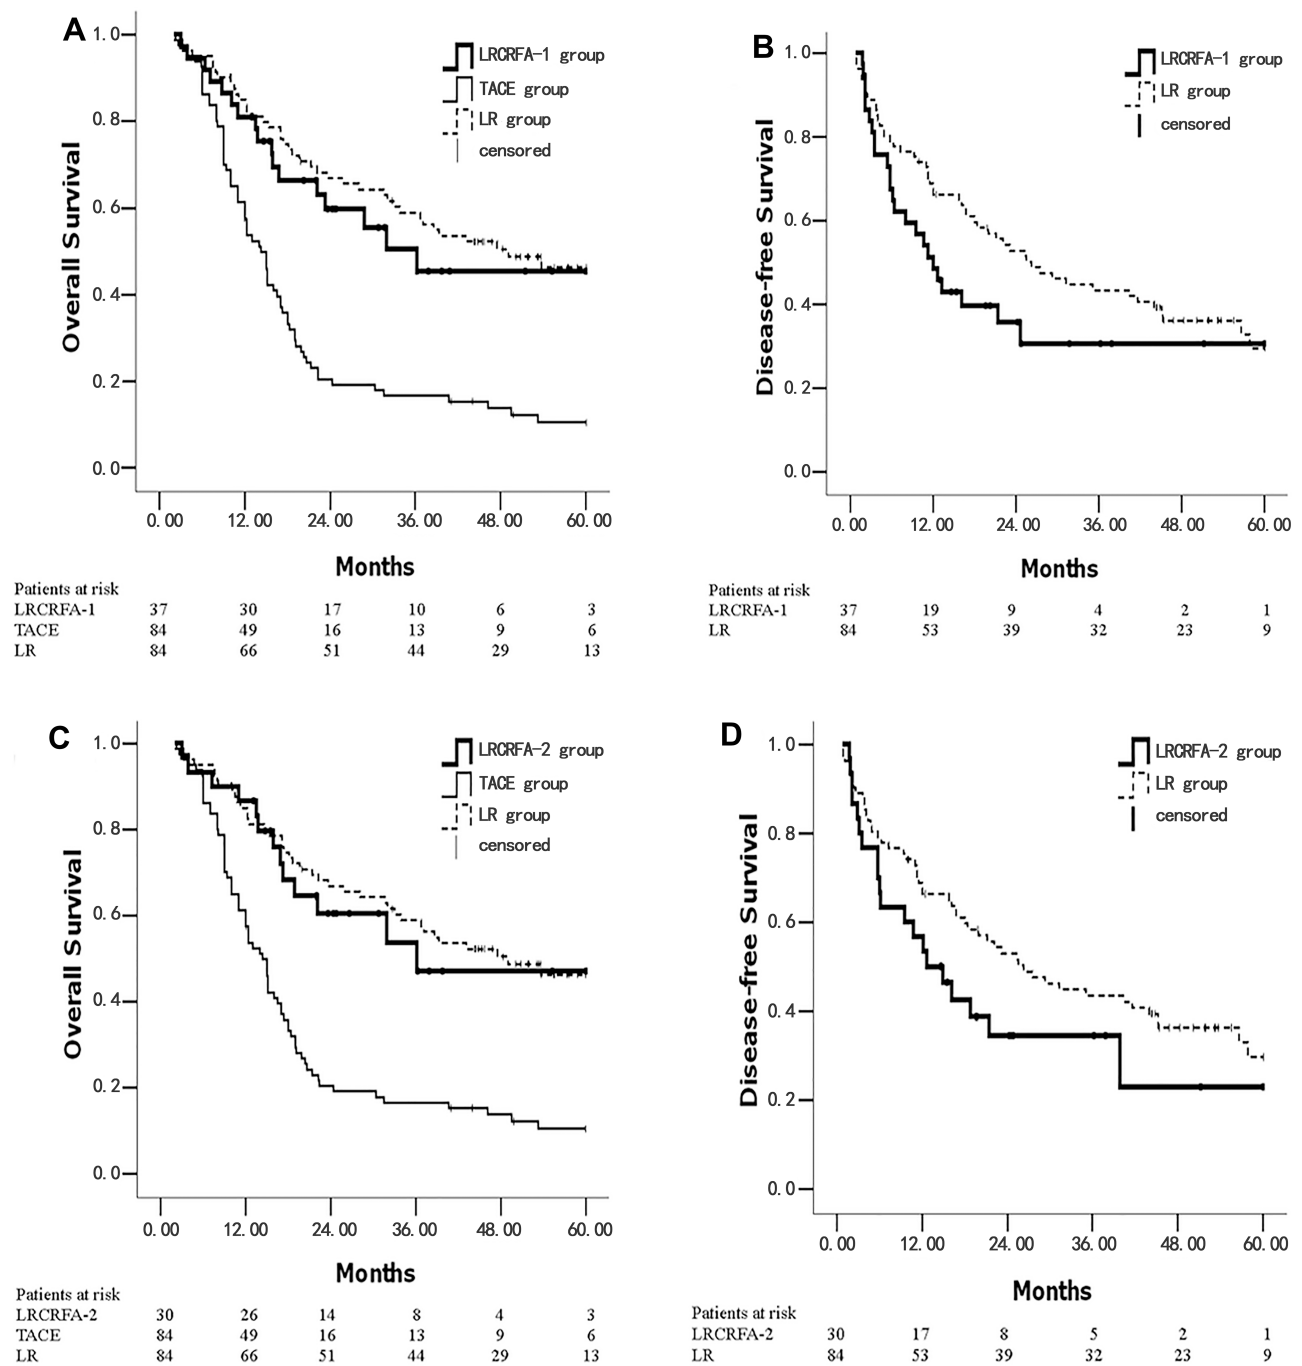 A
Overall Survival
1.0
0.8
0.6
0.4
0.2
0.0
LRCRFA-1 group
TACE group
LR group
censored
0.00 12.00 24.00 36.00 48.00 60.00
Months
Patients at risk
LRCRFA-1 37 30 17 10 6 3
TACE 84 49 16 13 9 6
LR 84 66 51 44 29 13
B
Disease-free Survival
1.0
0.8
0.6
0.4
0.2
0.0
LRCRFA-1 group
LR group
censored
0.00 12.00 24.00 36.00 48.00 60.00
Months
Patients at risk
LRCRFA-1 37 19 9 4 2 1
LR 84 53 39 32 23 9
C
Overall Survival
1.0
0.8
0.6
0.4
0.2
0.0
LRCRFA-2 group
TACE group
LR group
censored
0.00 12.00 24.00 36.00 48.00 60.00
Months
Patients at risk
LRCRFA-2 30 26 14 8 4 3
TACE 84 49 16 13 9 6
LR 84 66 51 44 29 13
D
Disease-free Survival
1.0
0.8
0.6
0.4
0.2
0.0
LRCRFA-2 group
LR group
censored
0.00 12.00 24.00 36.00 48.00 60.00
Months
Patients at risk
LRCRFA-2 30 17 8 5 2 1
LR 84 53 39 32 23 9